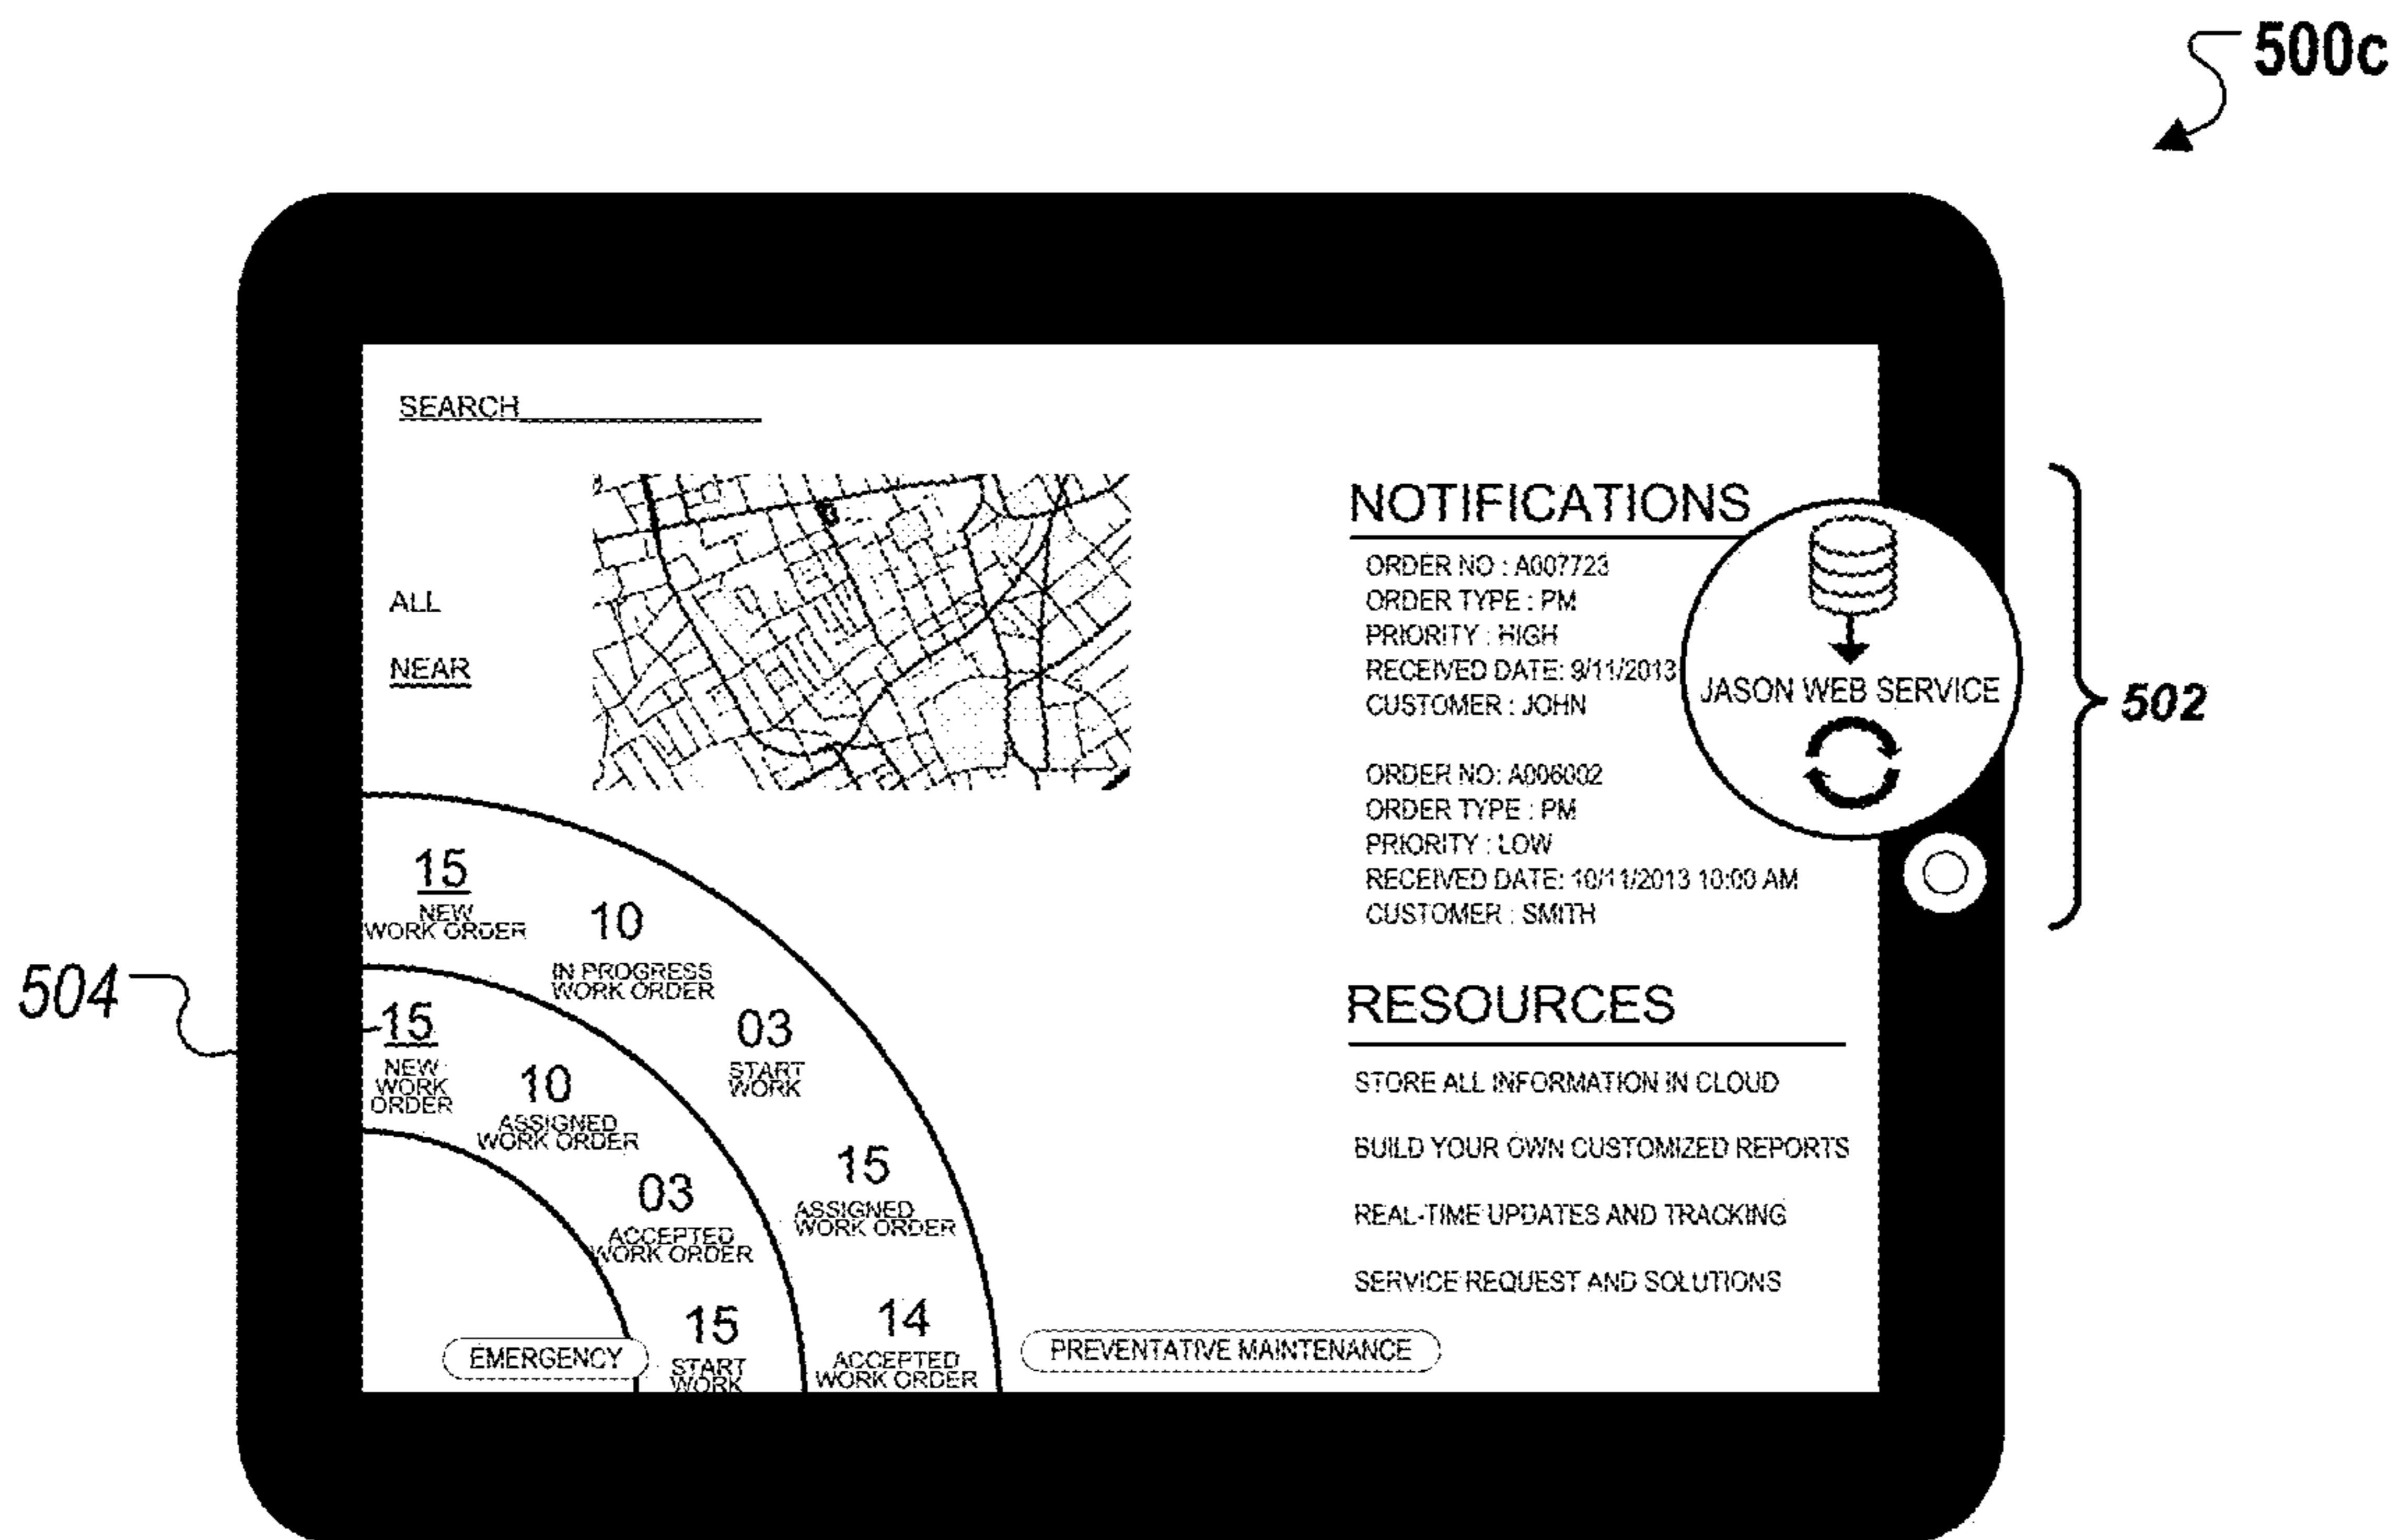 500c
SEARCH
ALL
NEAR
NOTIFICATIONS
ORDER NO : A007723
ORDER TYPE : PM
PRIORITY : HIGH
RECEIVED DATE: 9/11/2013
CUSTOMER : JOHN
ORDER NO: A006002
ORDER TYPE : PM
PRIORITY : LOW
RECEIVED DATE: 10/11/2013 10:00 AM
CUSTOMER : SMITH
JASON WEB SERVICE
502
RESOURCES
STORE ALL INFORMATION IN CLOUD
BUILD YOUR OWN CUSTOMIZED REPORTS
REAL-TIME UPDATES AND TRACKING
SERVICE REQUEST AND SOLUTIONS
15
NEW
WORK ORDER
10
IN PROGRESS
WORK ORDER
03
START
WORK
15
ASSIGNED
WORK ORDER
14
ACCEPTED
WORK ORDER
504
15
NEW
WORK
ORDER
10
ASSIGNED
WORK ORDER
03
ACCEPTED
WORK ORDER
15
START
WORK
EMERGENCY
PREVENTATIVE MAINTENANCE